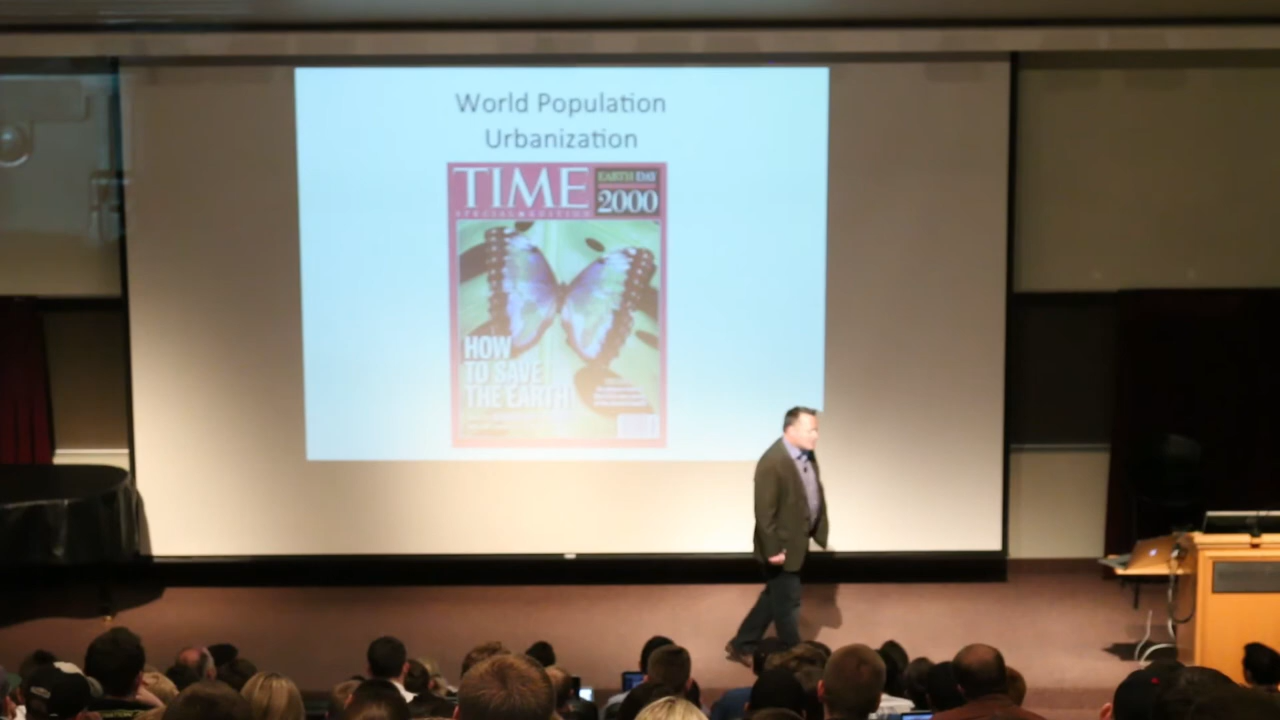 World Population
Urbanization
TIME
EARTH DAY
2000
SPECIAL EDITION
HOW
TO SAVE
THE EARTH